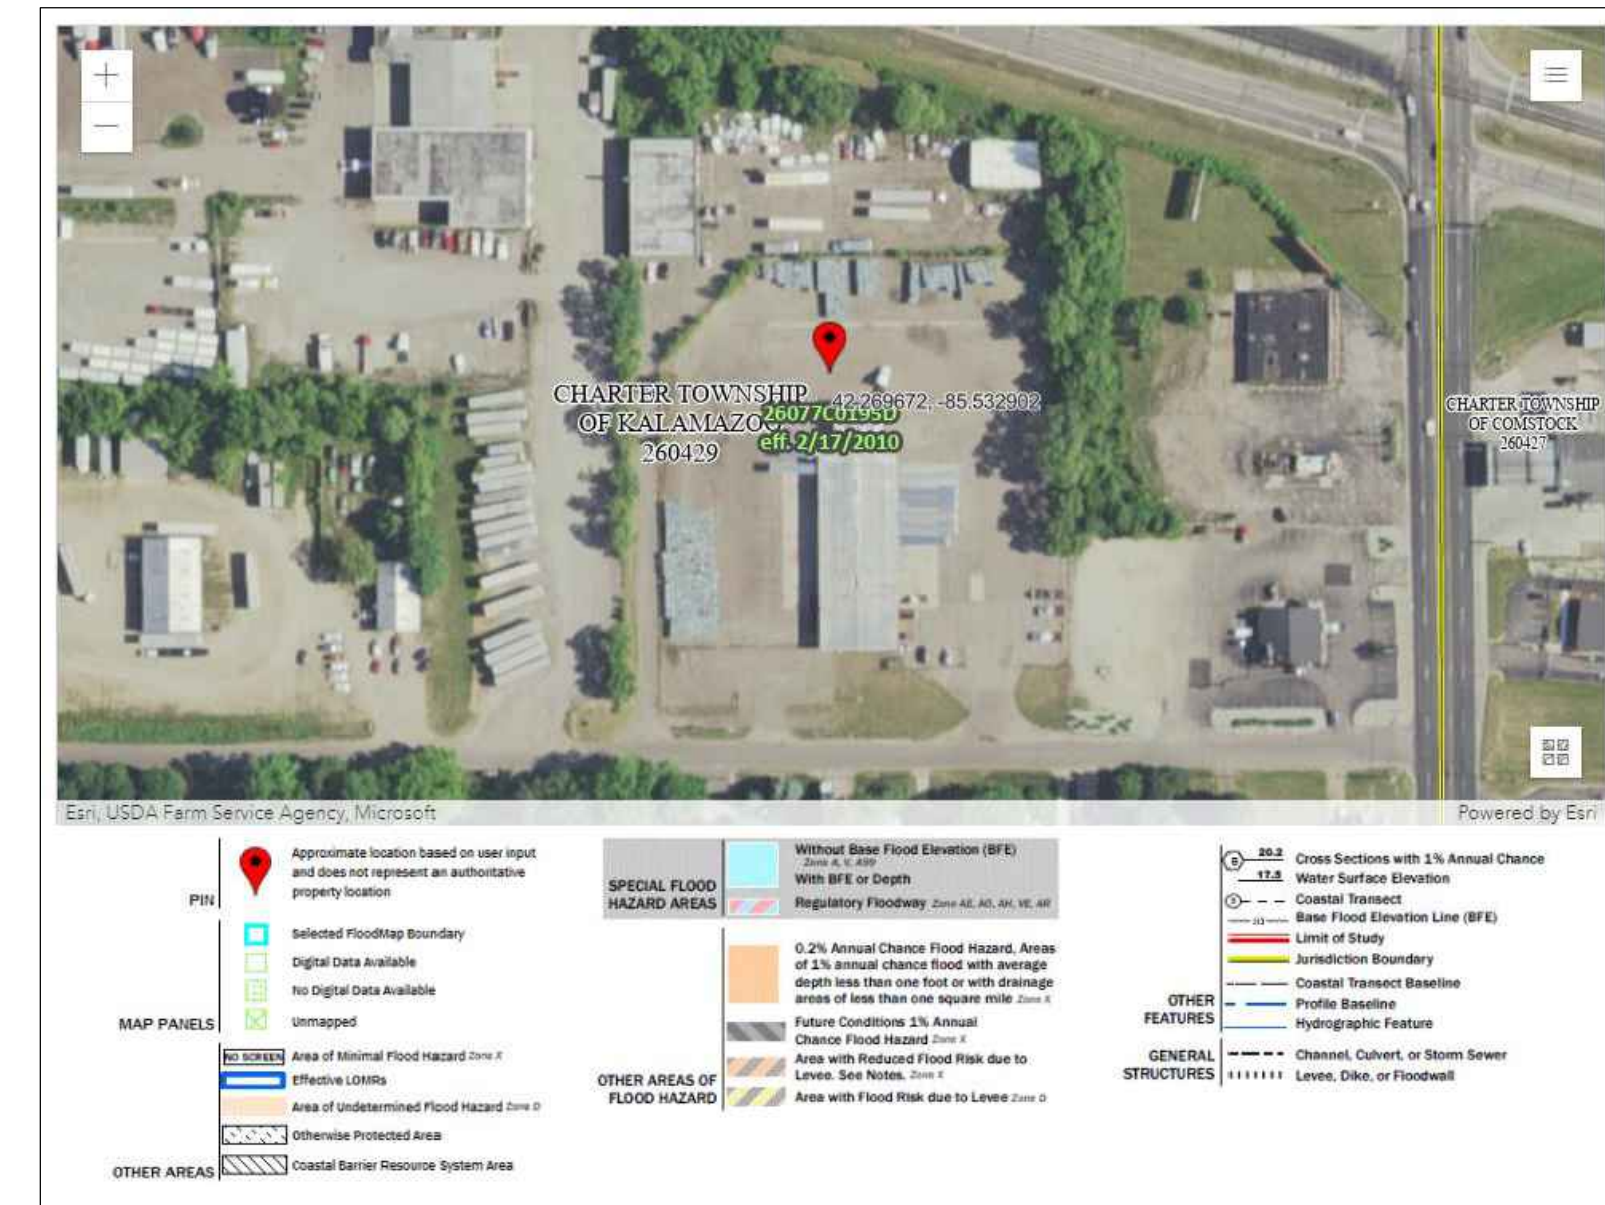 CHARTER TOWNSHIP
OF KALAMAZOO
260429
42.269672, -85.532902
26077C0195D
eff. 2/17/2010
CHARTER TOWNSHIP
OF COMSTOCK
260427
Esri, USDA Farm Service Agency, Microsoft
Powered by Esri
PIN
Approximate location based on user input
and does not represent an authoritative
property location
MAP PANELS
Selected FloodMap Boundary
Digital Data Available
No Digital Data Available
Unmapped
OTHER AREAS
NO SCREEN Area of Minimal Flood Hazard Zone X
Effective LOMRs
Area of Undetermined Flood Hazard Zone D
Otherwise Protected Area
Coastal Barrier Resource System Area
SPECIAL FLOOD
HAZARD AREAS
Without Base Flood Elevation (BFE)
Zone A, V, A99
With BFE or Depth
Regulatory Floodway Zone AE, AO, AH, VE, AR
OTHER AREAS OF
FLOOD HAZARD
0.2% Annual Chance Flood Hazard, Areas
of 1% annual chance flood with average
depth less than one foot or with drainage
areas of less than one square mile Zone X
Future Conditions 1% Annual
Chance Flood Hazard Zone X
Area with Reduced Flood Risk due to
Levee. See Notes. Zone X
Area with Flood Risk due to Levee Zone D
OTHER
FEATURES
B 20.2 Cross Sections with 1% Annual Chance
17.5 Water Surface Elevation
Coastal Transect
Base Flood Elevation Line (BFE)
Limit of Study
Jurisdiction Boundary
Coastal Transect Baseline
Profile Baseline
Hydrographic Feature
GENERAL
STRUCTURES
Channel, Culvert, or Storm Sewer
Levee, Dike, or Floodwall